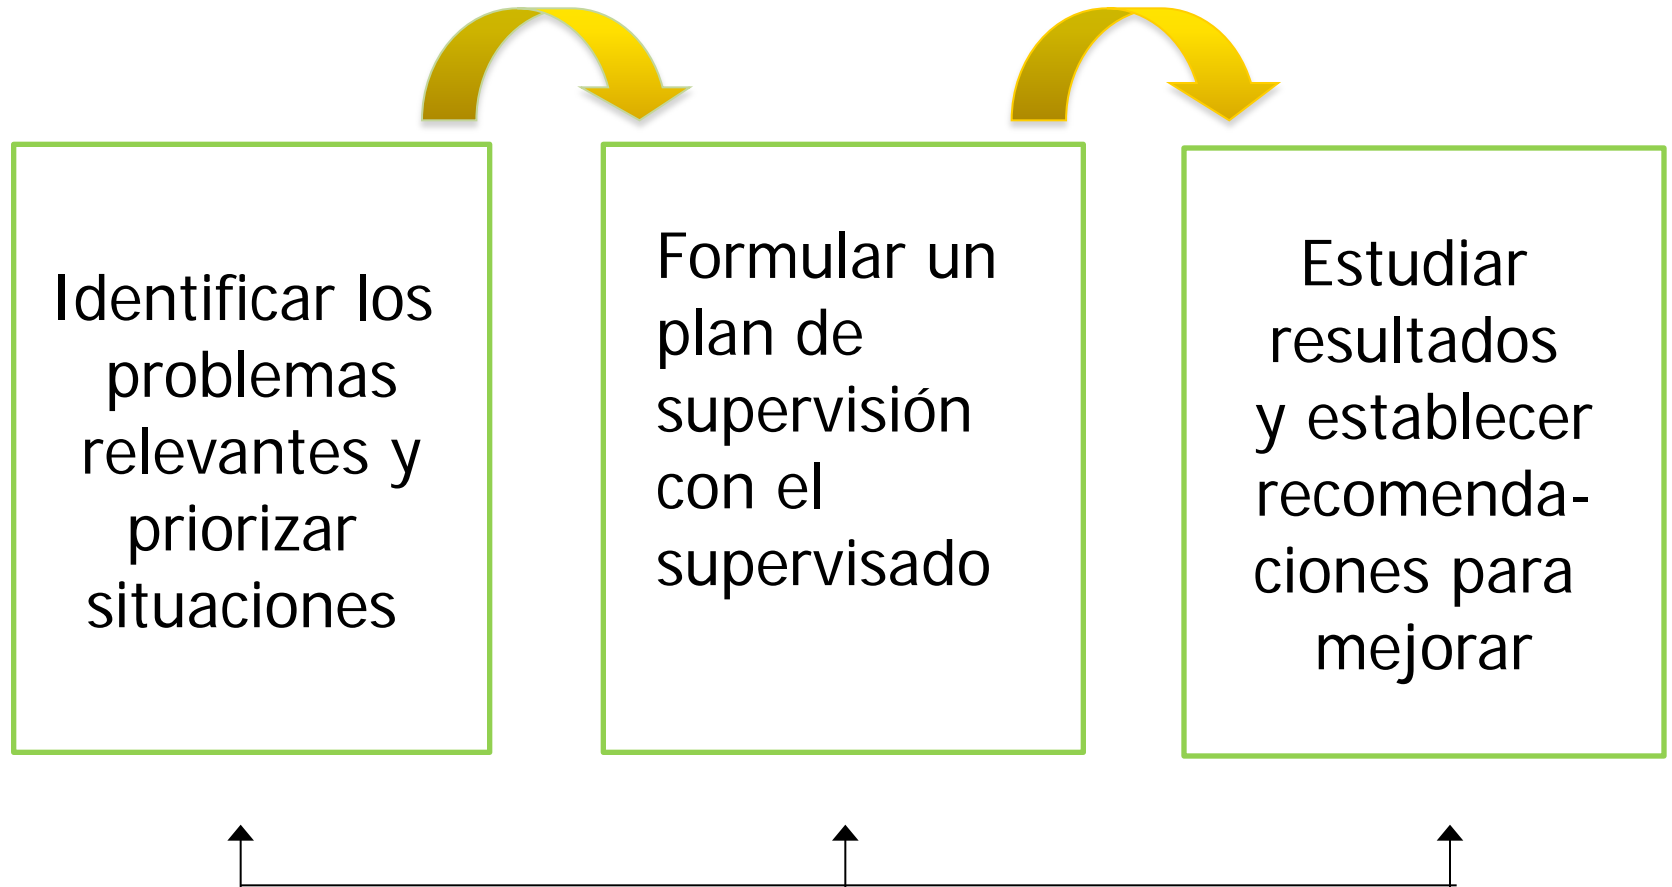 Identificar los
problemas
relevantes y
priorizar
situaciones
Formular un
plan de
supervisión
con el
supervisado
Estudiar
resultados
y establecer
recomenda-
ciones para
mejorar